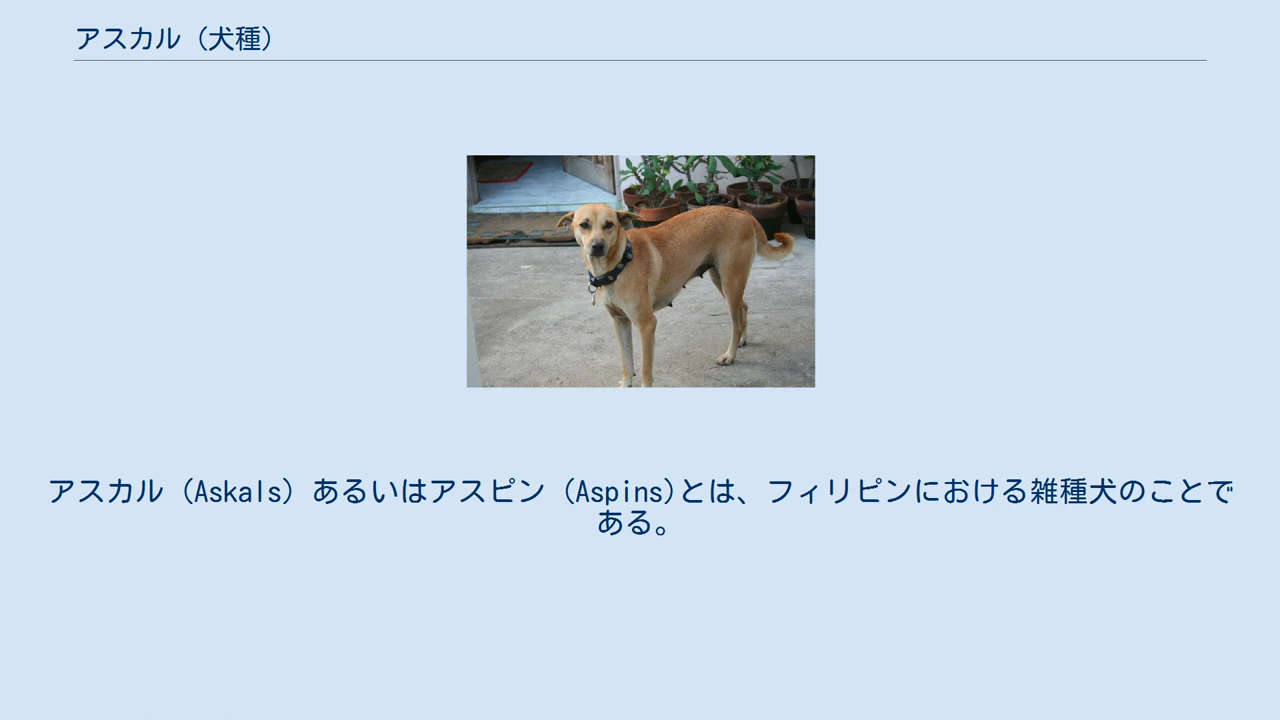 アスカル（犬種）
アスカル（Askals）あるいはアスピン（Aspins)とは、フィリピンにおける雑種犬のことで
ある。